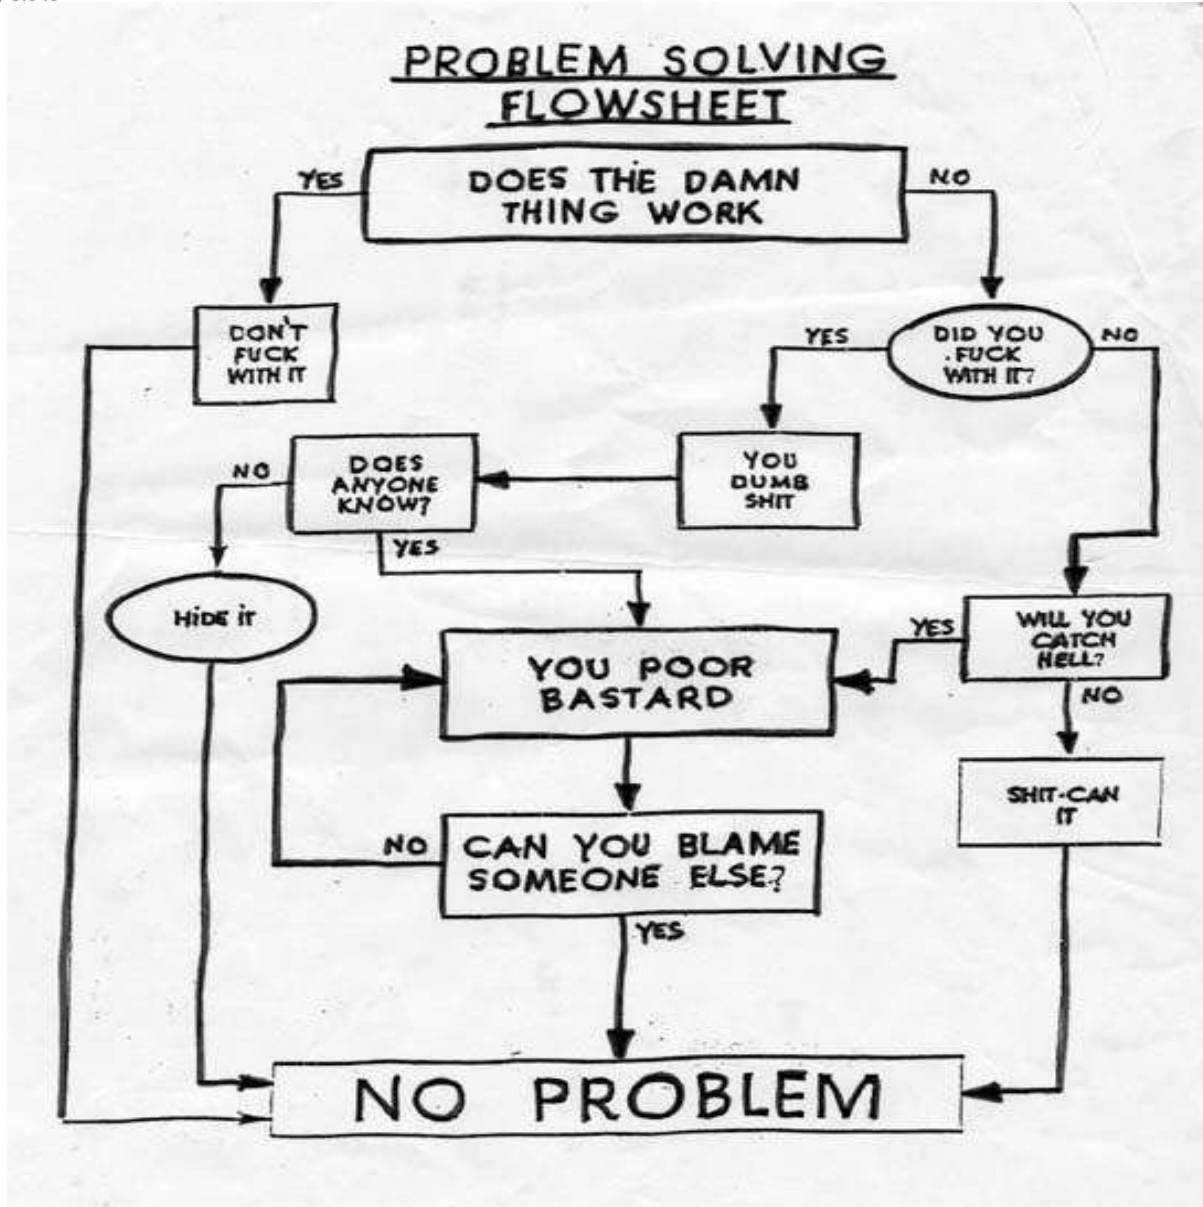 PROBLEM SOLVING
FLOWSHEET
DOES THE DAMN
THING WORK
YES
NO
DON'T
FUCK
WITH IT
DID YOU
FUCK
WITH IT?
YES
NO
YOU
DUMB
SHIT
DOES
ANYONE
KNOW?
NO
YES
HiDE iT
WILL YOU
CATCH
HELL?
YES
NO
YOU POOR
BASTARD
SHIT-CAN
IT
CAN YOU BLAME
SOMEONE ELSE?
NO
YES
NO PROBLEM